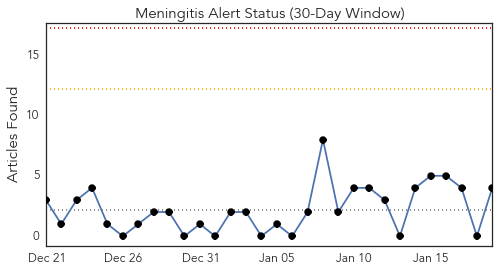 Meningitis Alert Status (30-Day Window)
Articles Found
15
10
5
0
Dec 21 Dec 26 Dec 31 Jan 05 Jan 10 Jan 15